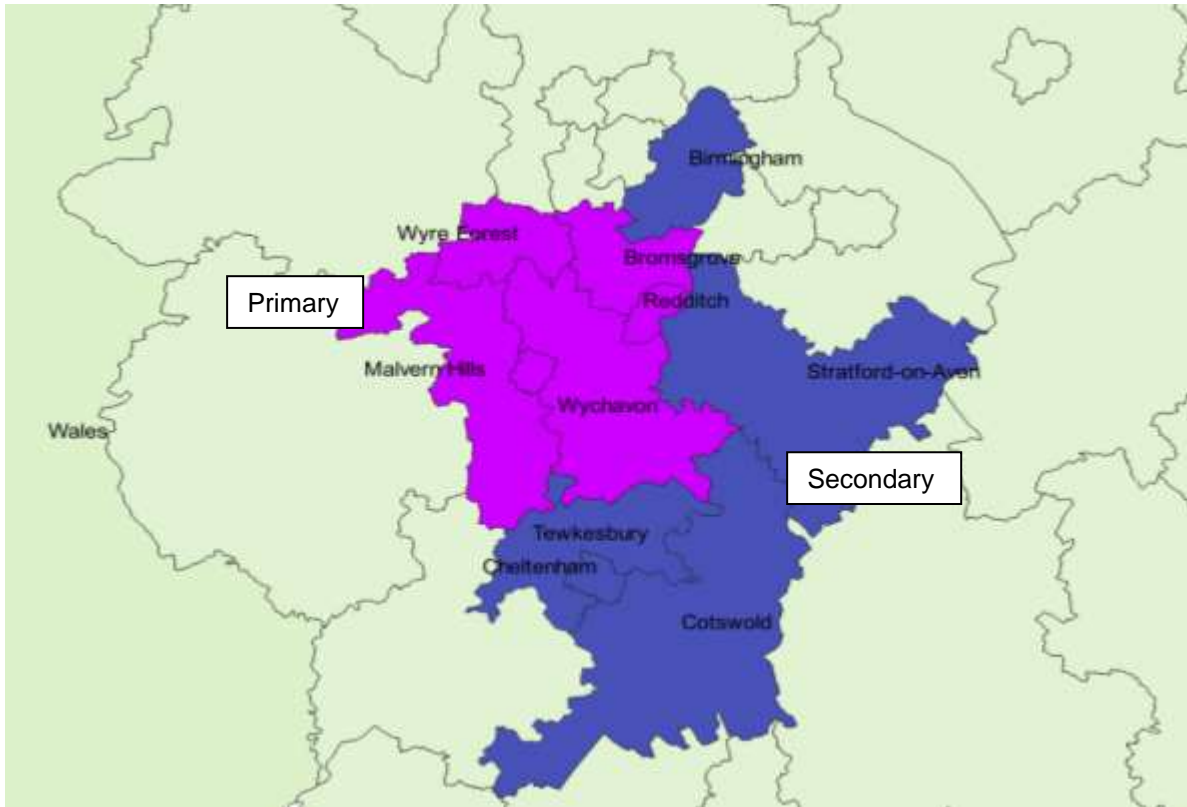 Birmingham
Wyre Forest
Bromsgrove
Primary
Redditch
Malvern Hills
Stratford-on-Avon
Wychavon
Wales
Secondary
Tewkesbury
Cheltenham
Cotswold